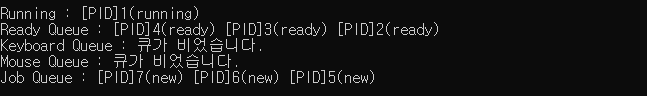 Running : [PID]1(running)
Ready Queue : [PID]4(ready) [PID]3(ready) [PID]2(ready)
Keyboard Queue : 큐가 비었습니다.
Mouse Queue : 큐가 비었습니다.
Job Queue : [PID]7(new) [PID]6(new) [PID]5(new)